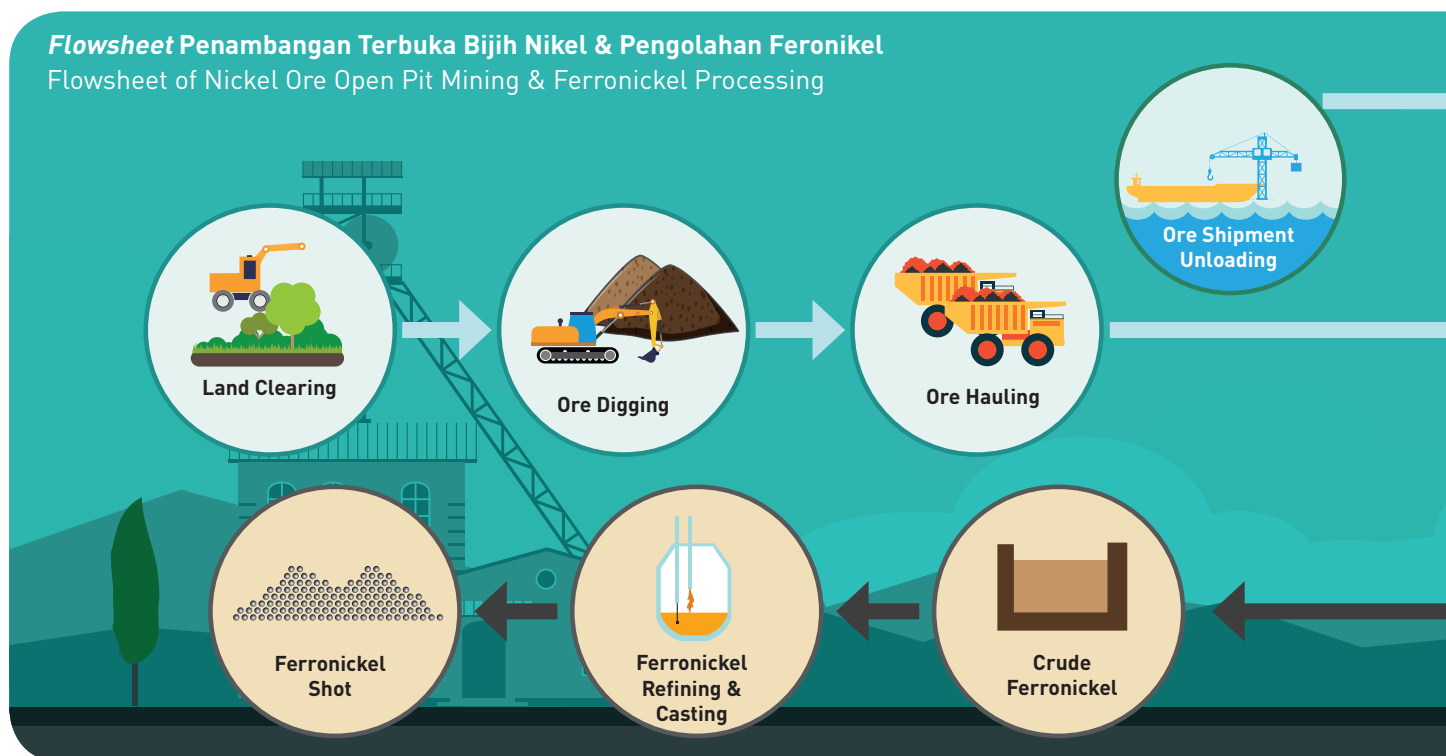 Flowsheet Penambangan Terbuka Bijih Nikel & Pengolahan Feronikel
Flowsheet of Nickel Ore Open Pit Mining & Ferronickel Processing
Ore Shipment
Unloading
Land Clearing
Ore Digging
Ore Hauling
Ferronickel
Shot
Ferronickel
Refining &
Casting
Crude
Ferronickel